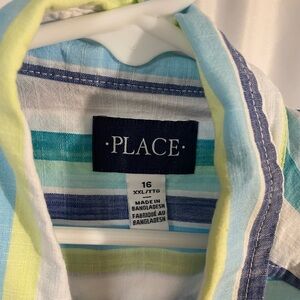 ·PLACE·
16
XXL/TTG
MADE IN
BANGLADESH
FABRIQUÉ AU
BANGLADESH